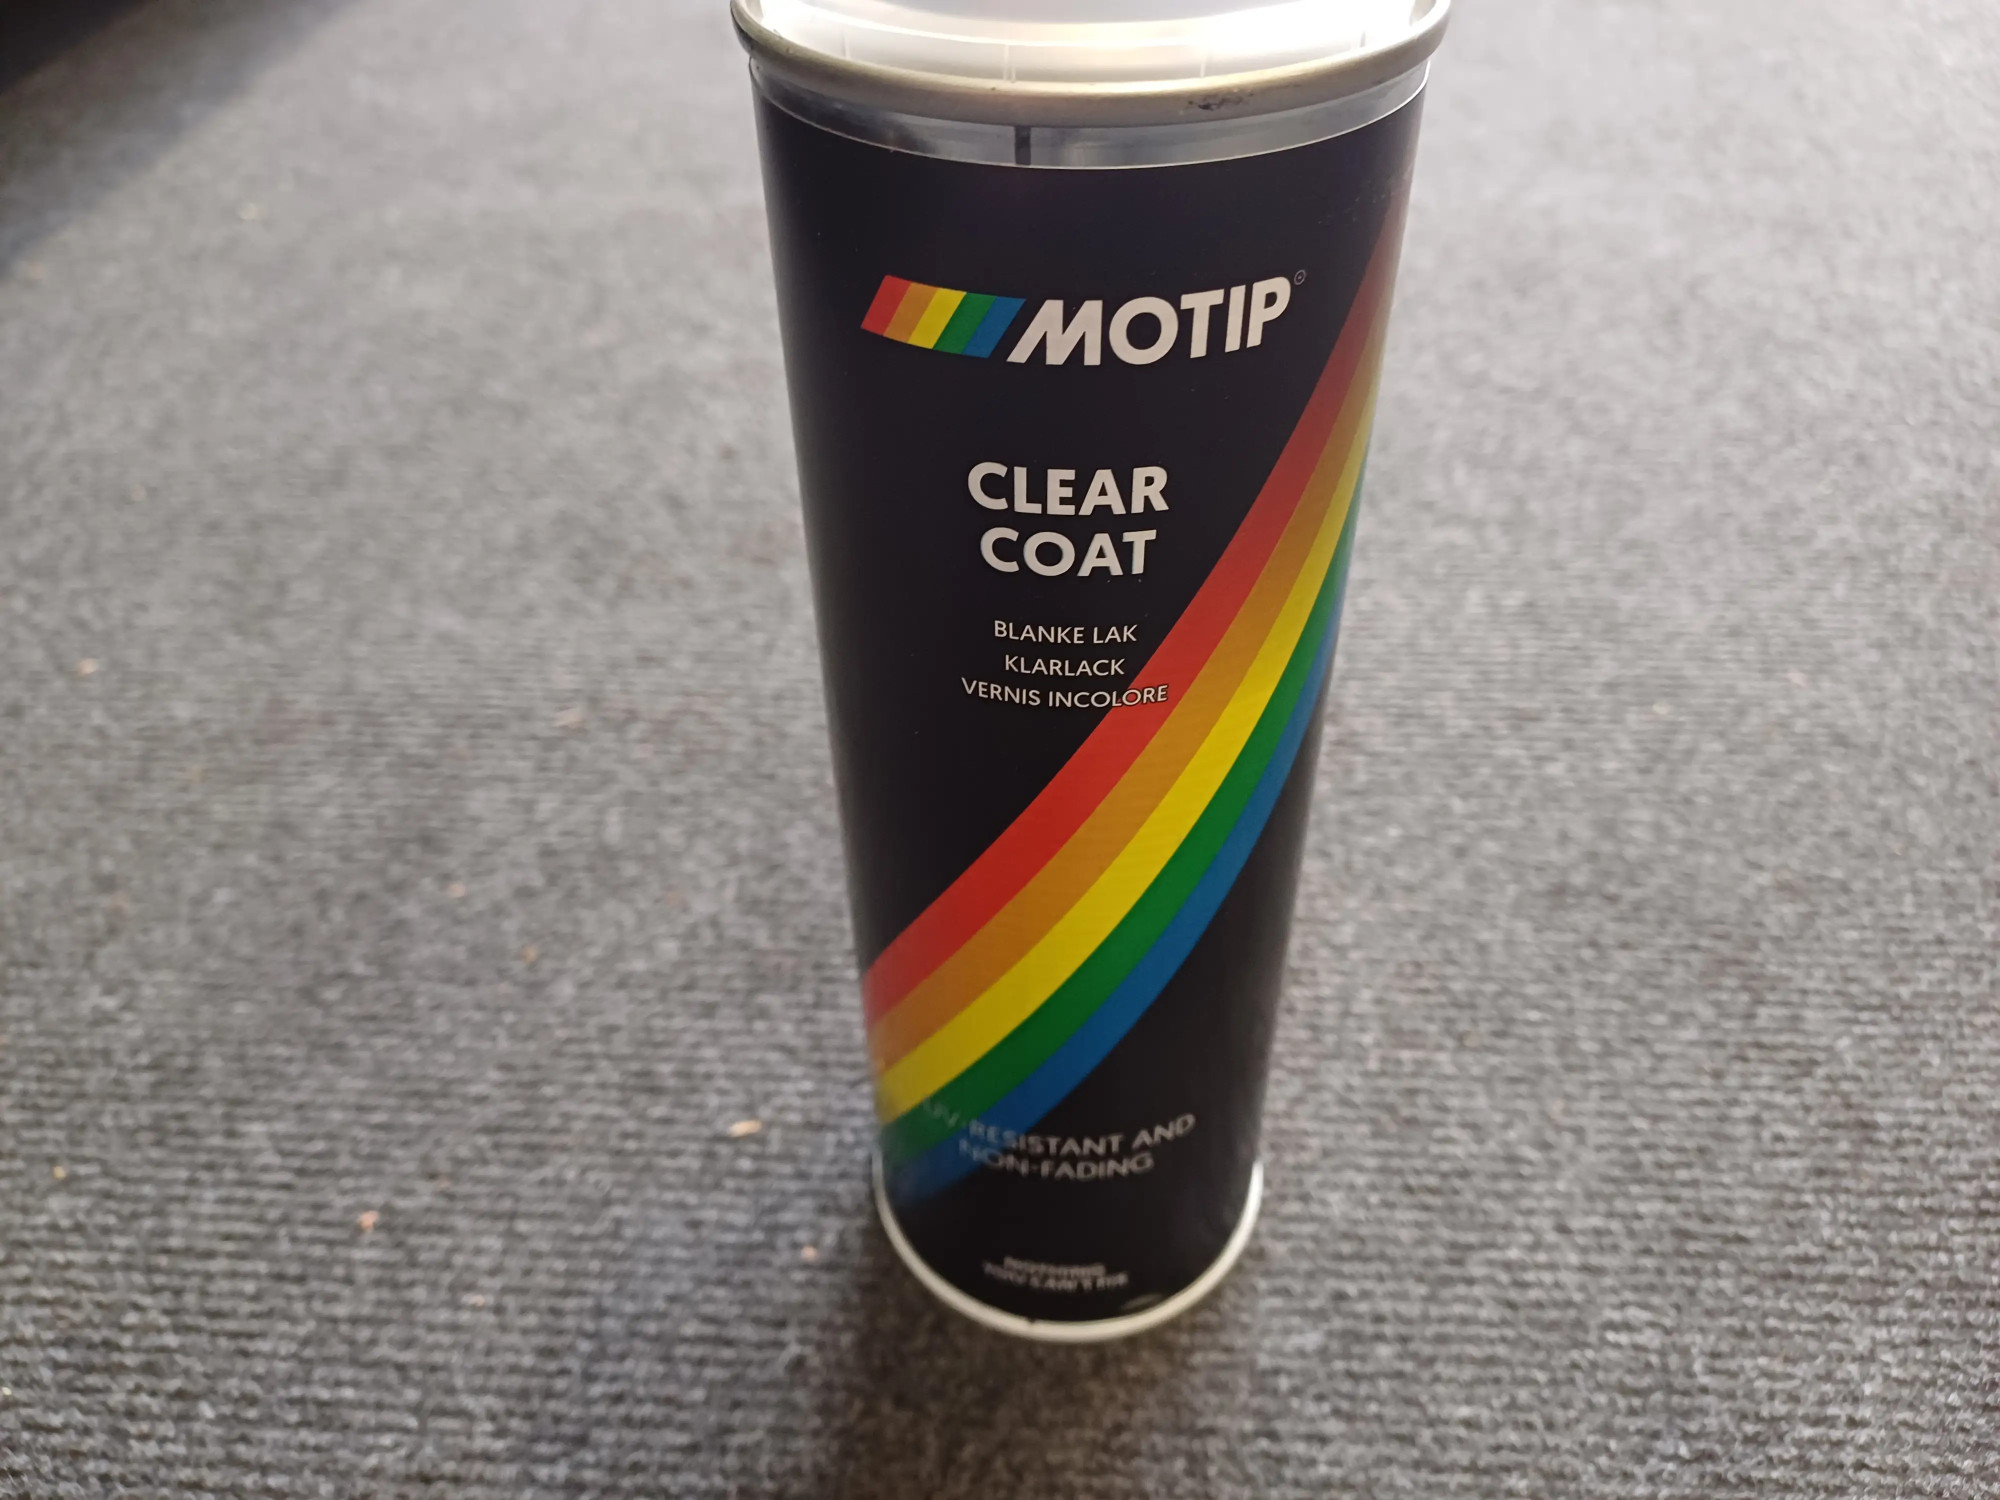 MOTIP
CLEAR
COAT
BLANKE LAK
KLARLACK
VERNIS INCOLORE
UV-RESISTANT AND
NON-FADING